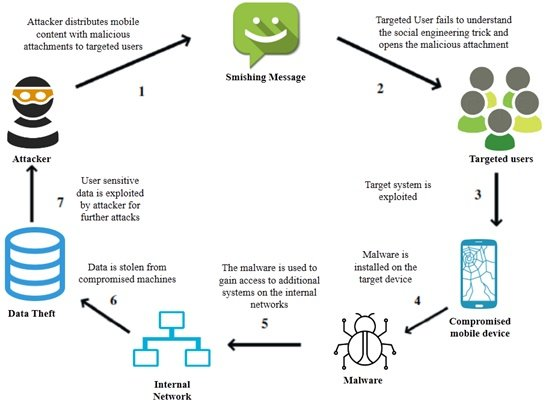 Attacker distributes mobile
content with malicious
attachments to targeted users
1
Smishing Message
Targeted User fails to understand
the social engineering trick and
opens the malicious attachment
2
Attacker
Targeted users
User sensitive
data is exploited
by attacker for
further attacks
7
Target system is
exploited
3
Data Theft
Data is stolen from
compromised machines
6
The malware is used to
gain access to additional
systems on the internal
networks
5
Malware is
installed on the
target device
4
Compromised
mobile device
Internal
Network
Malware